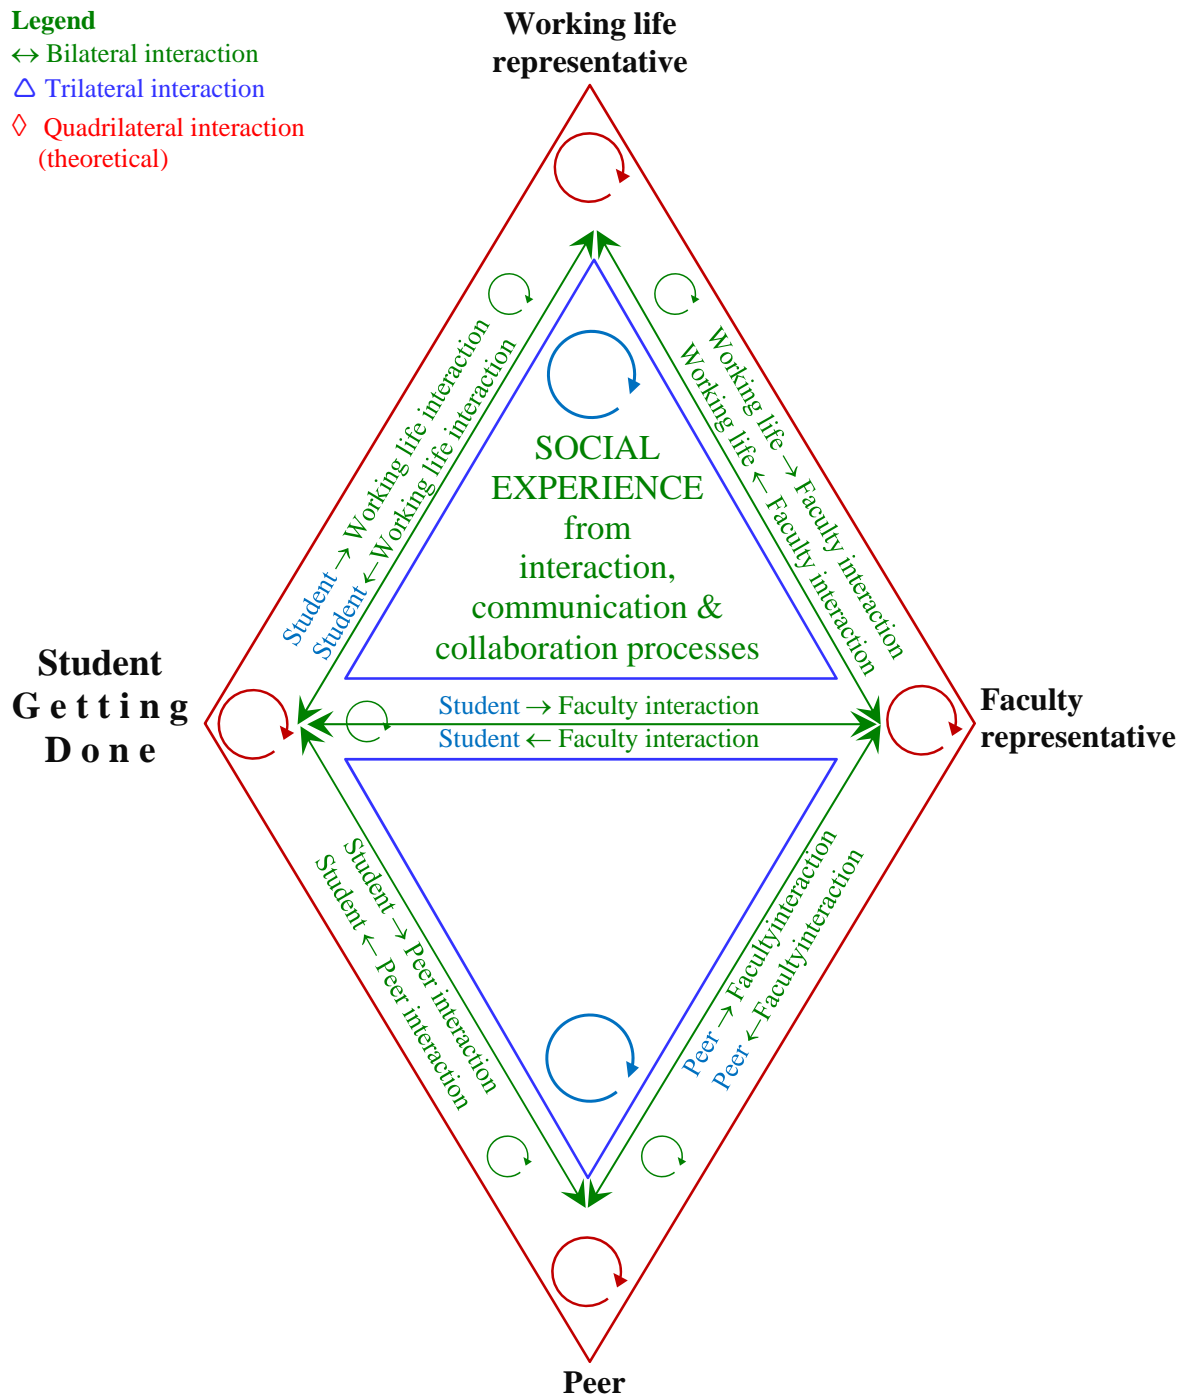 Legend
↔ Bilateral interaction
△ Trilateral interaction
◊ Quadrilateral interaction
(theoretical)
Working life
representative
Student → Working life interaction
Student ←Working life interaction
Working life → Faculty interaction
Working life ← Faculty interaction
SOCIAL
EXPERIENCE
from
interaction,
communication &
collaboration processes
Student
Getting
Done
Student → Faculty interaction
Student ← Faculty interaction
Faculty
representative
Student → Peer interaction
Student ← Peer interaction
Peer → Facultyinteraction
Peer ←Facultyinteraction
Peer